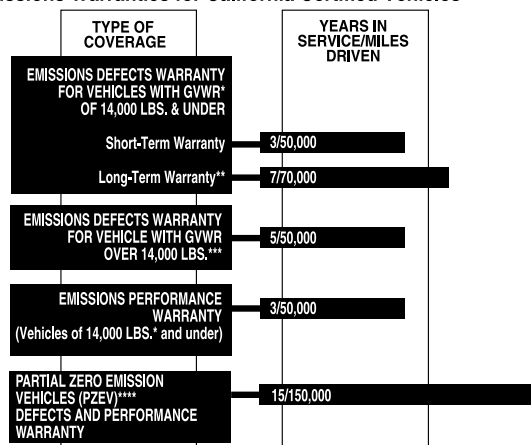 TYPE OF
COVERAGE
YEARS IN
SERVICE/MILES
DRIVEN
EMISSIONS DEFECTS WARRANTY
FOR VEHICLES WITH GVWR*
OF 14,000 LBS. & UNDER
Short-Term Warranty 3/50,000
Long-Term Warranty** 7/70,000
EMISSIONS DEFECTS WARRANTY
FOR VEHICLE WITH GVWR
OVER 14,000 LBS.***
5/50,000
EMISSIONS PERFORMANCE
WARRANTY
(Vehicles of 14,000 LBS.* and under)
3/50,000
PARTIAL ZERO EMISSION
VEHICLES (PZEV)****
DEFECTS AND PERFORMANCE
WARRANTY
15/150,000